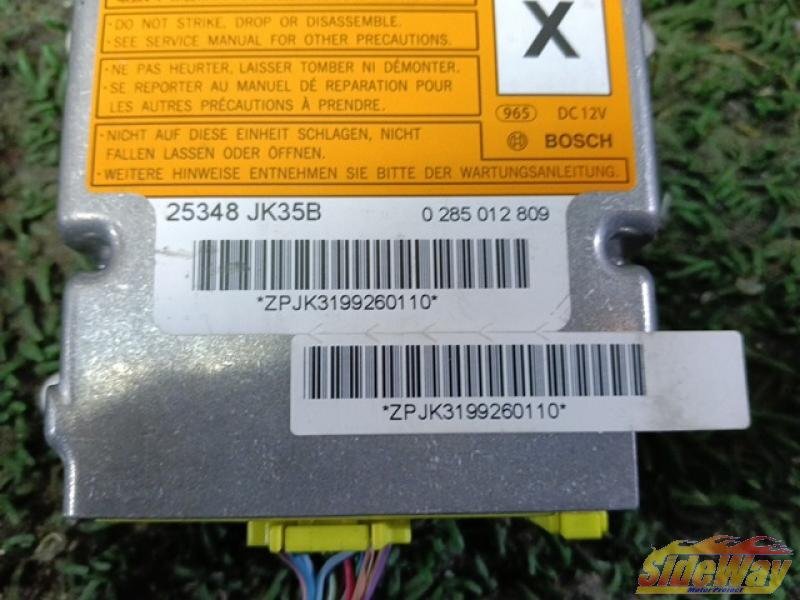 ·DO NOT STRIKE, DROP OR DISASSEMBLE.
·SEE SERVICE MANUAL FOR OTHER PRECAUTIONS.
X
·NE PAS HEURTER, LAISSER TOMBER NI DÉMONTER.
·SE REPORTER AU MANUEL DE RÉPARATION POUR
LES AUTRES PRÉCAUTIONS À PRENDRE.
965 DC12V
BOSCH
·NICHT AUF DIESE EINHEIT SCHLAGEN, NICHT
FALLEN LASSEN ODER ÖFFNEN.
·WEITERE HINWEISE ENTNEHMEN SIE BITTE DER WARTUNGSANLEITUNG.
25348 JK35B 0 285 012 809
*ZPJK3199260110*
*ZPJK3199260110*
SideWay
Motor Project